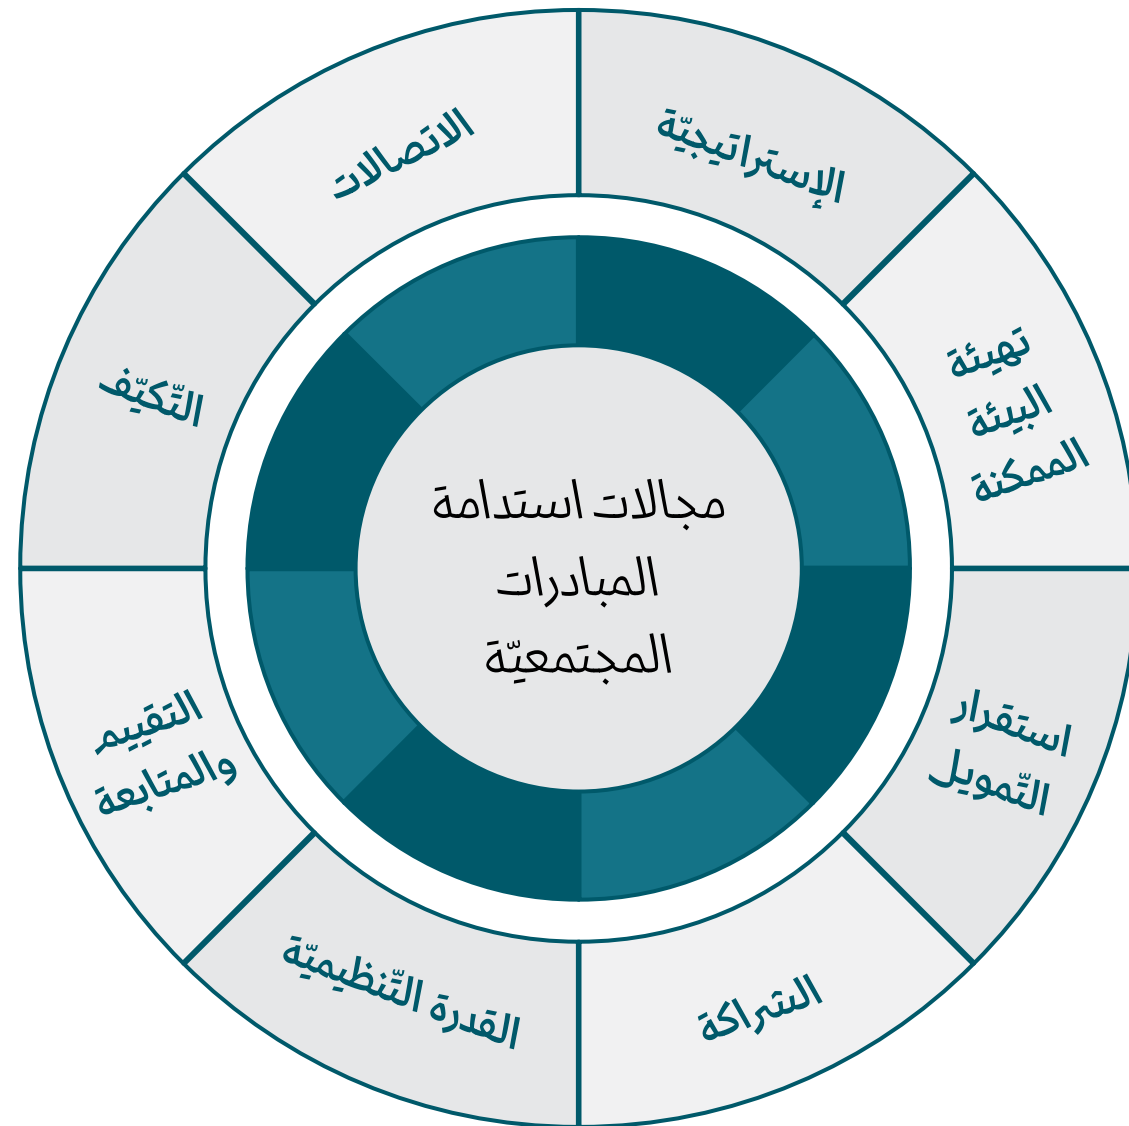 مجالات استدامة
المبادرات
المجتمعيّة
الإستراتيجيّة
تهيئة
البيئة
الممكنة
استقرار
التّمويل
الشراكة
القدرة التّنظيميّة
التقييم
والمتابعة
التّكيّف
الاتصالات